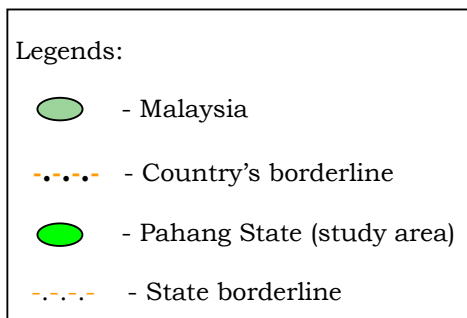 Legends:
- Malaysia
- Country’s borderline
- Pahang State (study area)
- State borderline